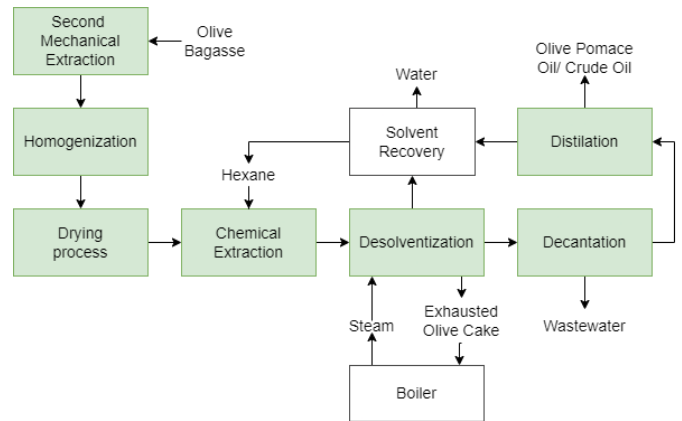 Second
Mechanical
Extraction
Olive
Bagasse
Olive Pomace
Oil/ Crude Oil
Water
Homogenization
Solvent
Recovery
Distilation
Hexane
Drying
process
Chemical
Extraction
Desolventization
Decantation
Steam
Exhausted
Olive Cake
Wastewater
Boiler